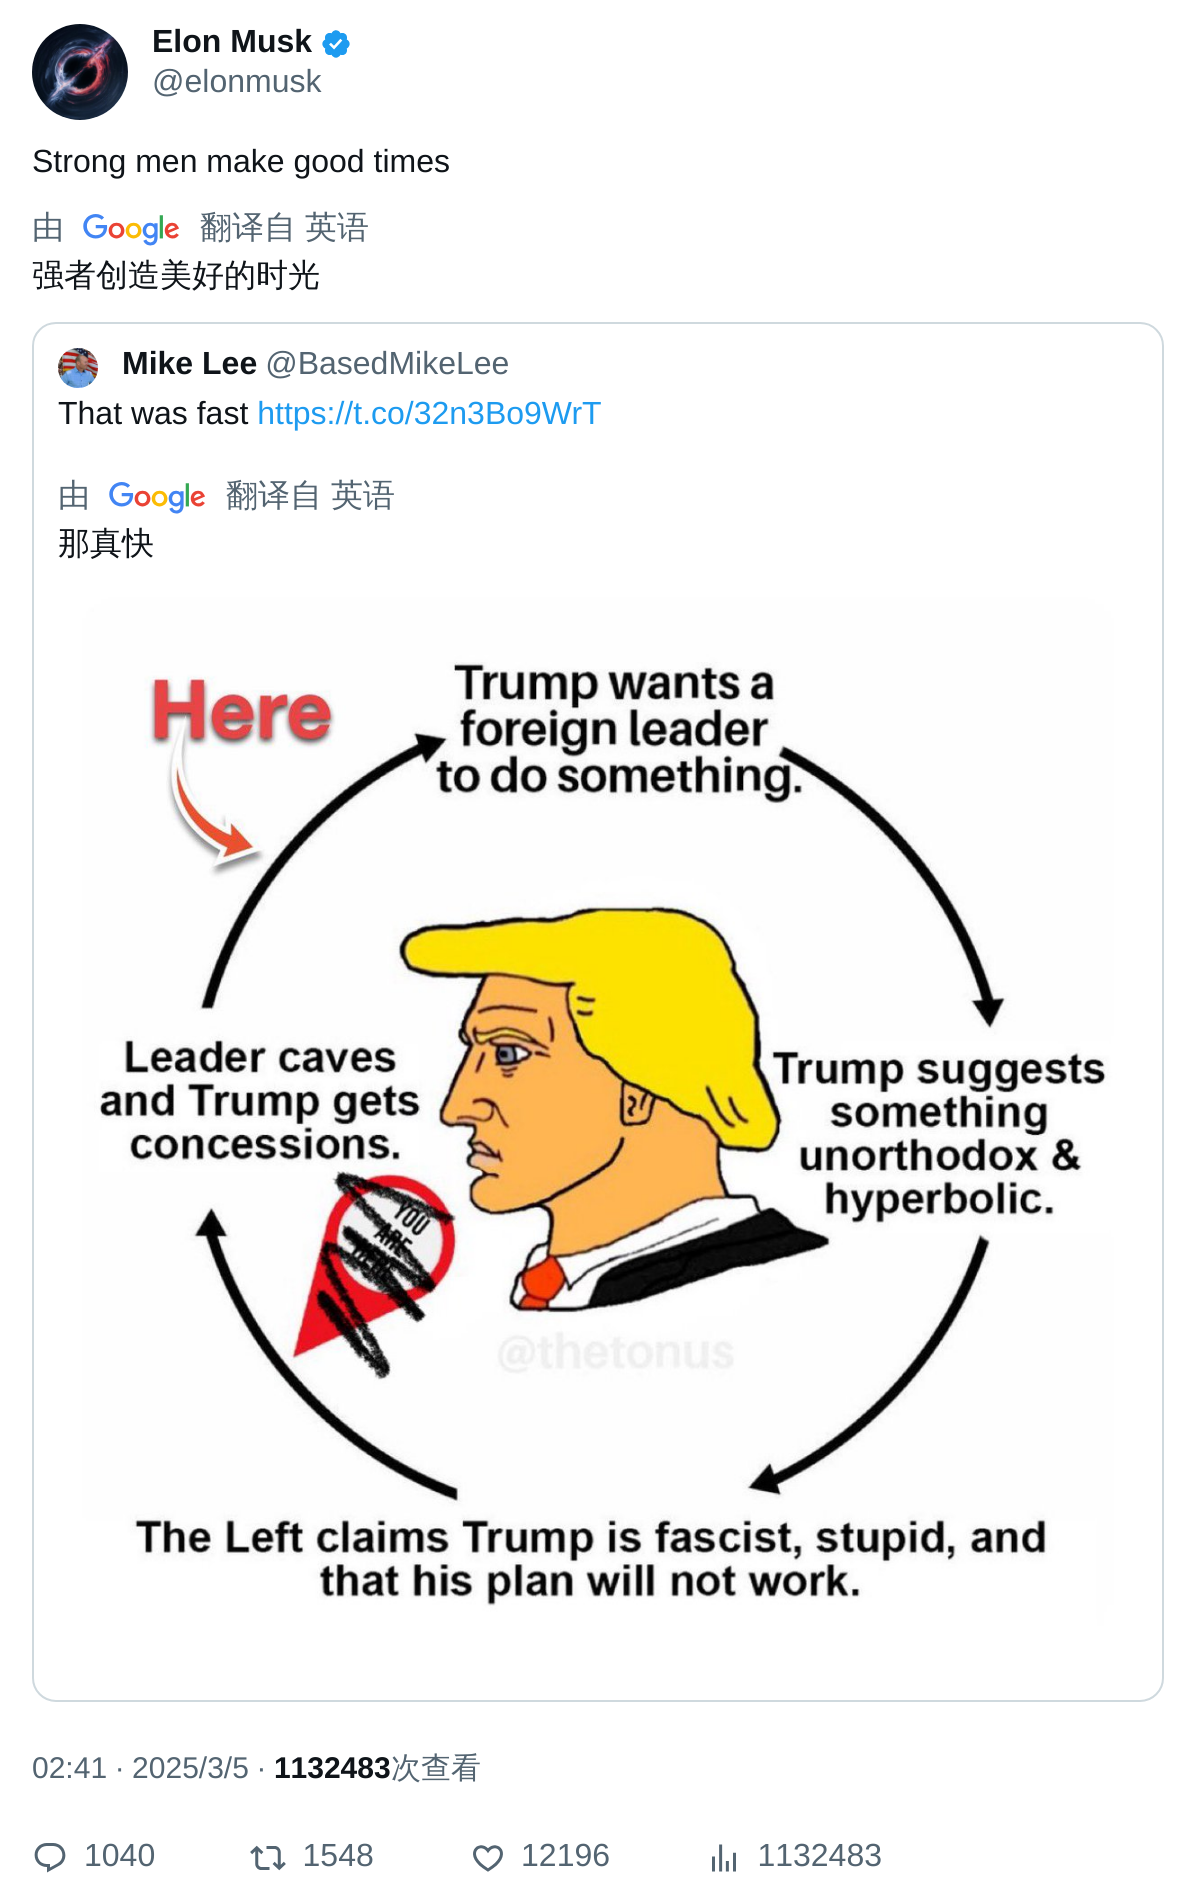 Elon Musk
@elonmusk
Strong men make good times
由 Google 翻译自 英语
强者创造美好的时光
Mike Lee @BasedMikeLee
That was fast https://t.co/32n3Bo9WrT
由 Google 翻译自 英语
那真快
Here
Trump wants a
foreign leader
to do something.
Trump suggests
something
unorthodox &
hyperbolic.
Leader caves
and Trump gets
concessions.
YOU
ARE
HERE
@thetonus
The Left claims Trump is fascist, stupid, and
that his plan will not work.
02:41 · 2025/3/5 · 1132483次查看
1040 1548 12196 1132483